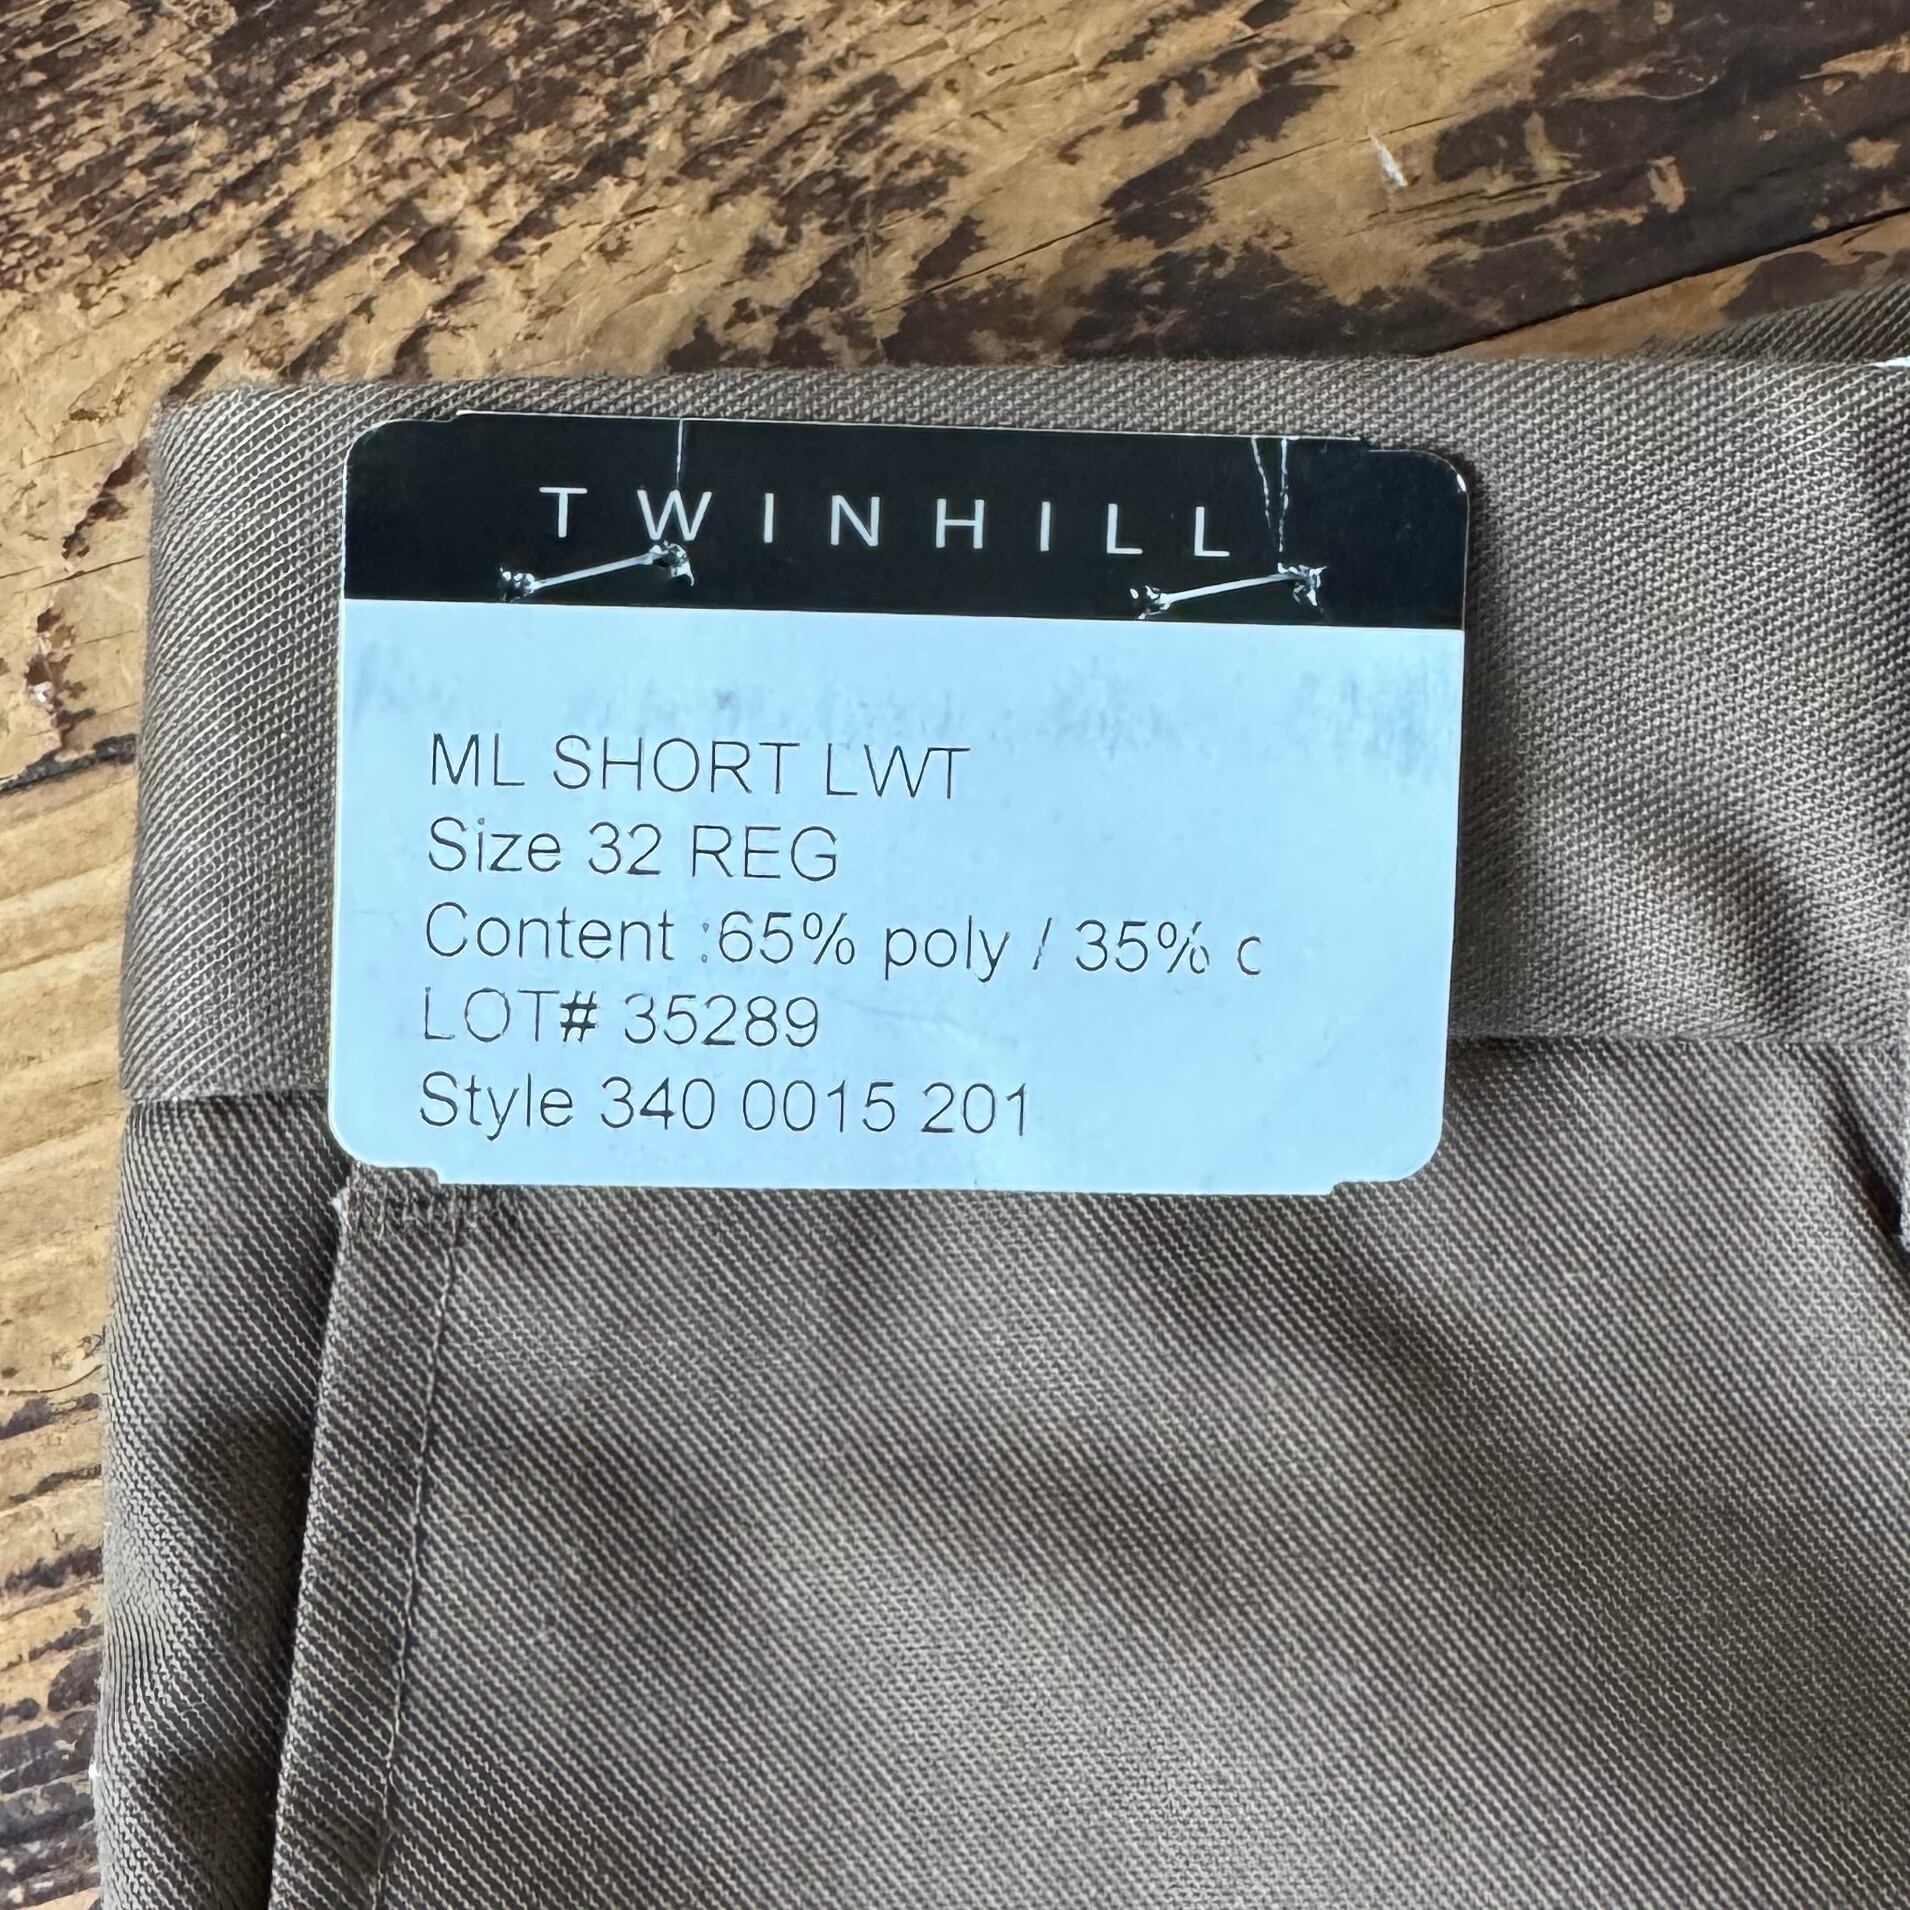 TWINHILL
ML SHORT LWT
Size 32 REG
Content :65% poly / 35% c
LOT# 35289
Style 340 0015 201